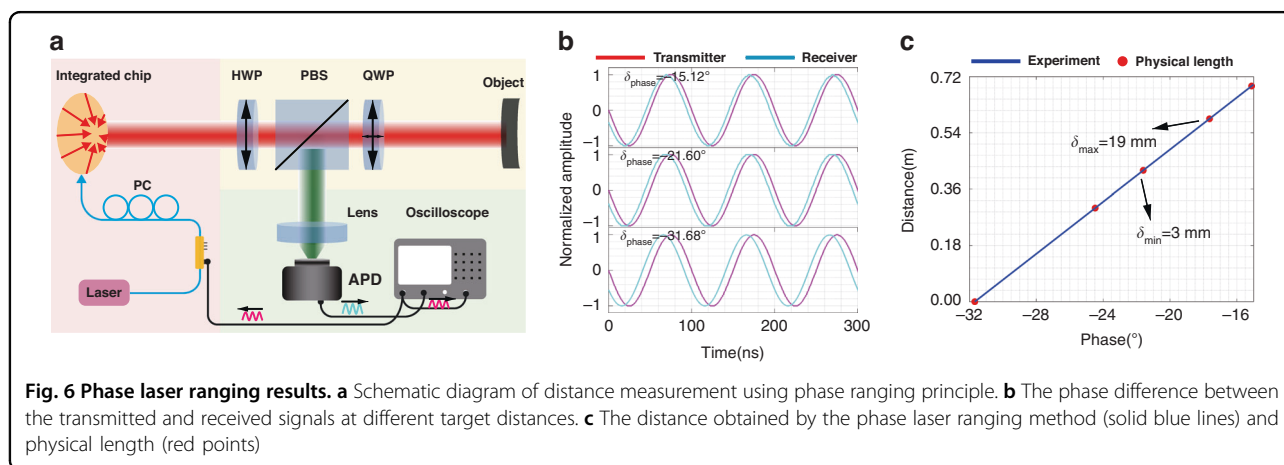 a
Integrated chip
HWP
PBS
QWP
Object
PC
Lens
Oscilloscope
Laser
APD
b
Transmitter
Receiver
Normalized amplitude
1
0
−1
δphase=−15.12°
1
0
−1
δphase=−21.60°
1
0
−1
δphase=−31.68°
0
100
200
300
Time(ns)
c
Experiment
Physical length
Distance(m)
0.72
0.54
0.36
0.18
0.00
δmax=19 mm
δmin=3 mm
−32
−28
−24
−20
−16
Phase(°)
Fig. 6 Phase laser ranging results. a Schematic diagram of distance measurement using phase ranging principle. b The phase difference between
the transmitted and received signals at different target distances. c The distance obtained by the phase laser ranging method (solid blue lines) and
physical length (red points)